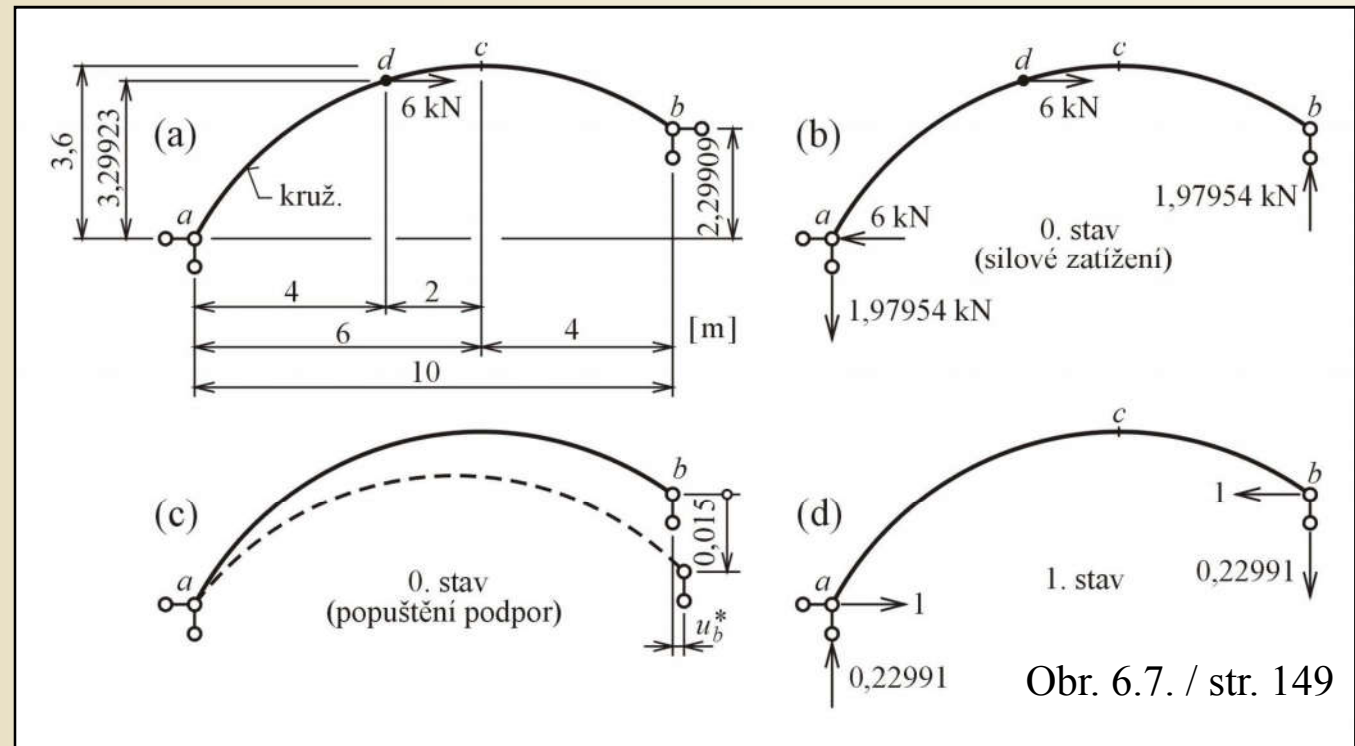 (a)
3,6
3,29923
a
d
c
6 kN
kruž.
b
2,29909
4
2
6
4
[m]
10
(b)
d
c
6 kN
b
a
6 kN
1,97954 kN
1,97954 kN
0. stav
(silové zatížení)
(c)
a
b
0,015
u_b^*
0. stav
(popuštění podpor)
(d)
c
b
1
a
1
1. stav
0,22991
0,22991
Obr. 6.7. / str. 149